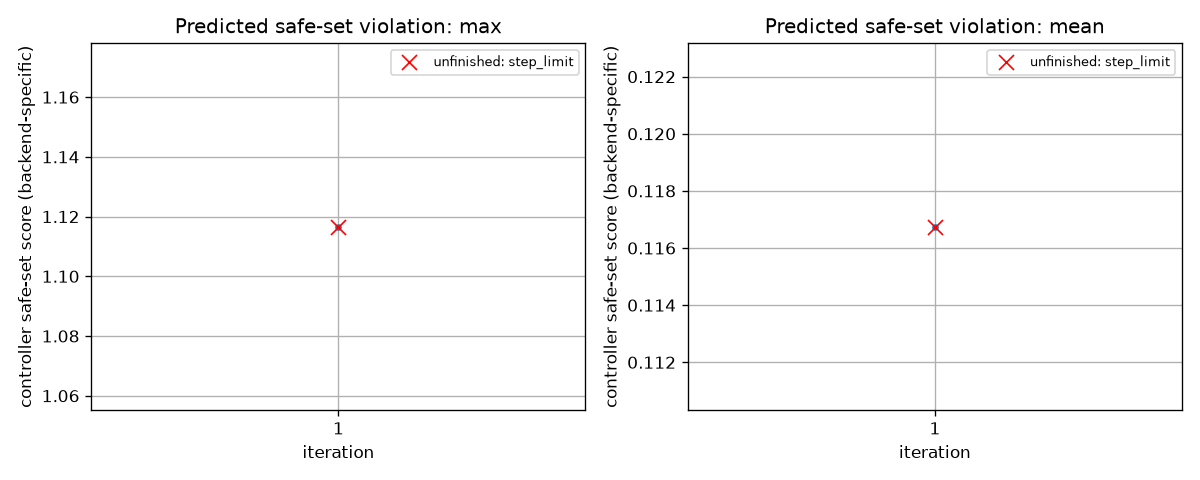 Predicted safe-set violation: max
unfinished: step_limit
controller safe-set score (backend-specific)
1.16
1.14
1.12
1.10
1.08
1.06
1
iteration
Predicted safe-set violation: mean
unfinished: step_limit
controller safe-set score (backend-specific)
0.122
0.120
0.118
0.116
0.114
0.112
1
iteration